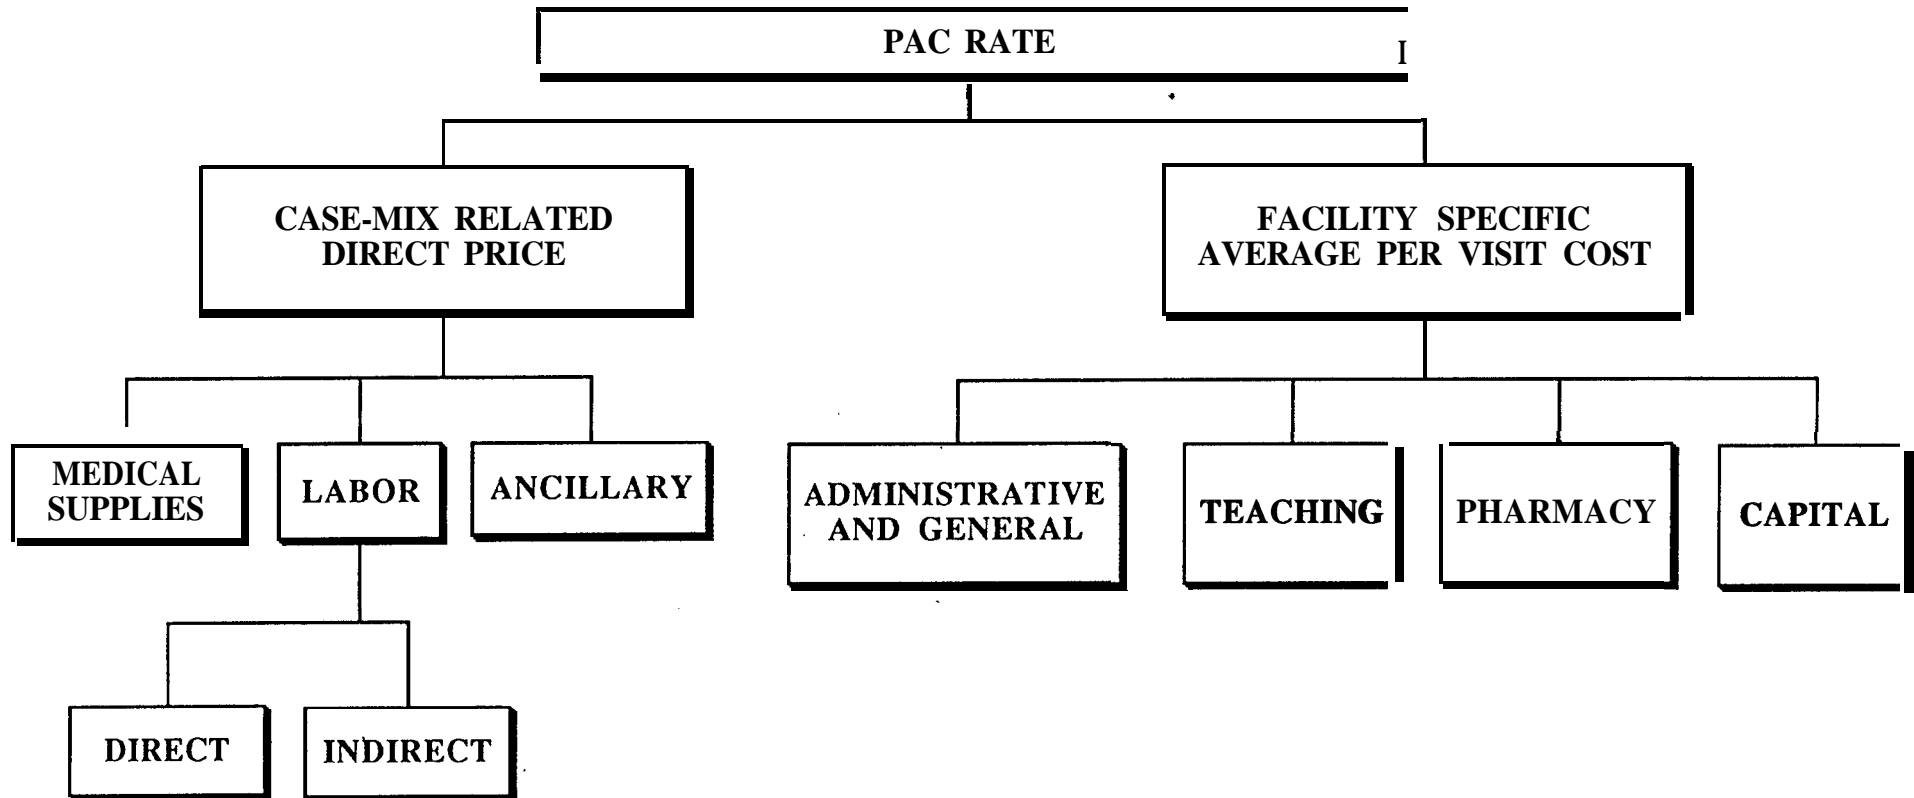 PAC RATE
CASE-MIX RELATED
DIRECT PRICE
FACILITY SPECIFIC
AVERAGE PER VISIT COST
MEDICAL
SUPPLIES
LABOR
ANCILLARY
ADMINISTRATIVE
AND GENERAL
TEACHING
PHARMACY
CAPITAL
DIRECT
INDIRECT